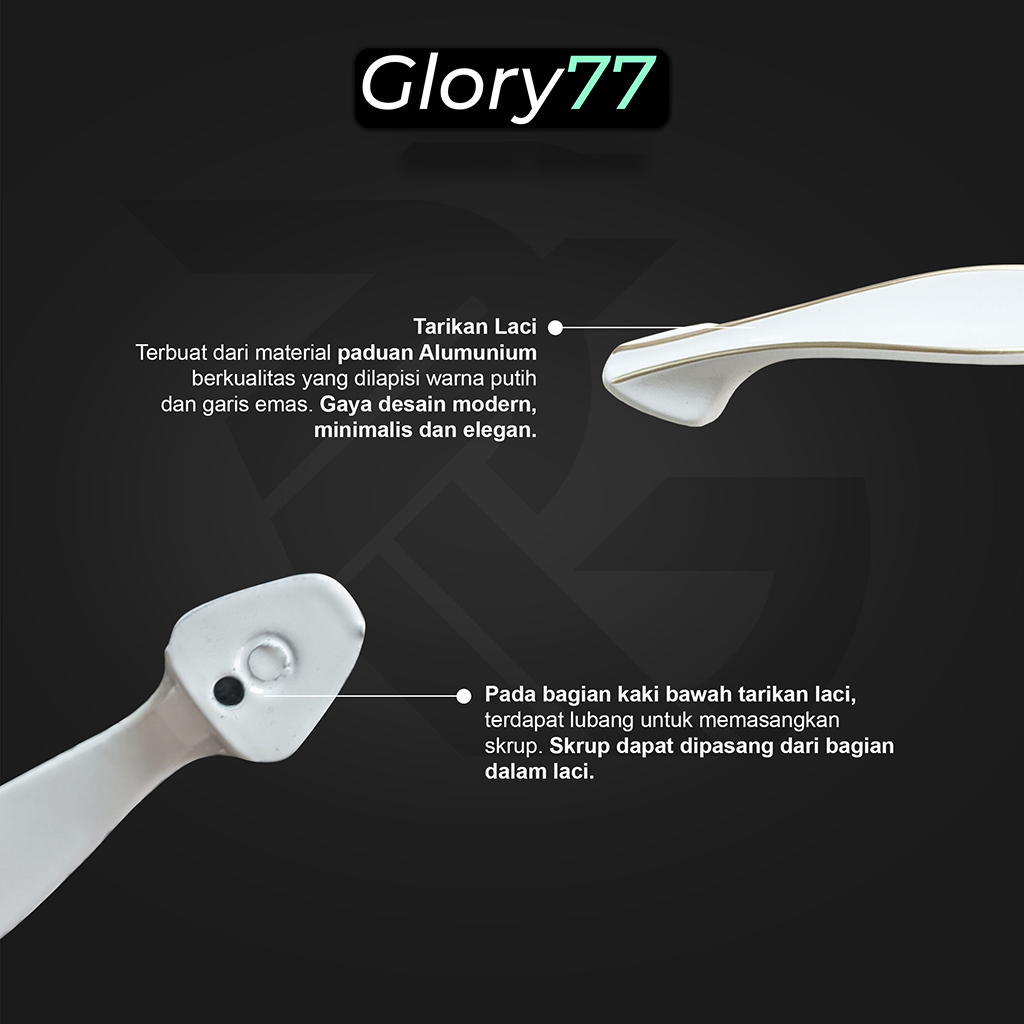 Glory77
Tarikan Laci
Terbuat dari material paduan Alumunium
berkualitas yang dilapisi warna putih
dan garis emas. Gaya desain modern,
minimalis dan elegan.
Pada bagian kaki bawah tarikan laci,
terdapat lubang untuk memasangkan
skrup. Skrup dapat dipasang dari bagian
dalam laci.